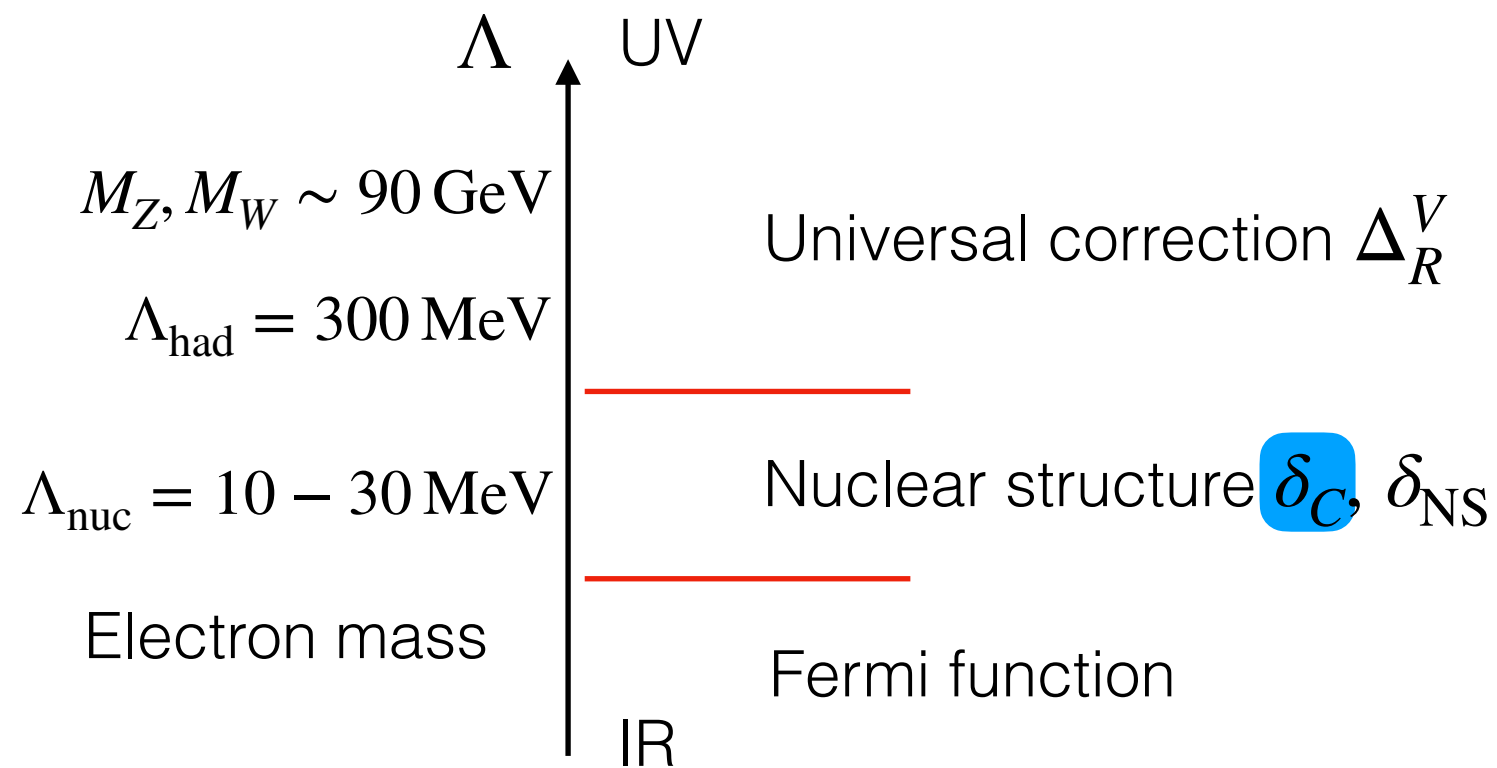 Λ UV
M_Z, M_W ∼ 90 GeV
Universal correction Δ_R^V
Λ_had = 300 MeV
Λ_nuc = 10 − 30 MeV
Nuclear structure δ_C, δ_NS
Electron mass
Fermi function
IR